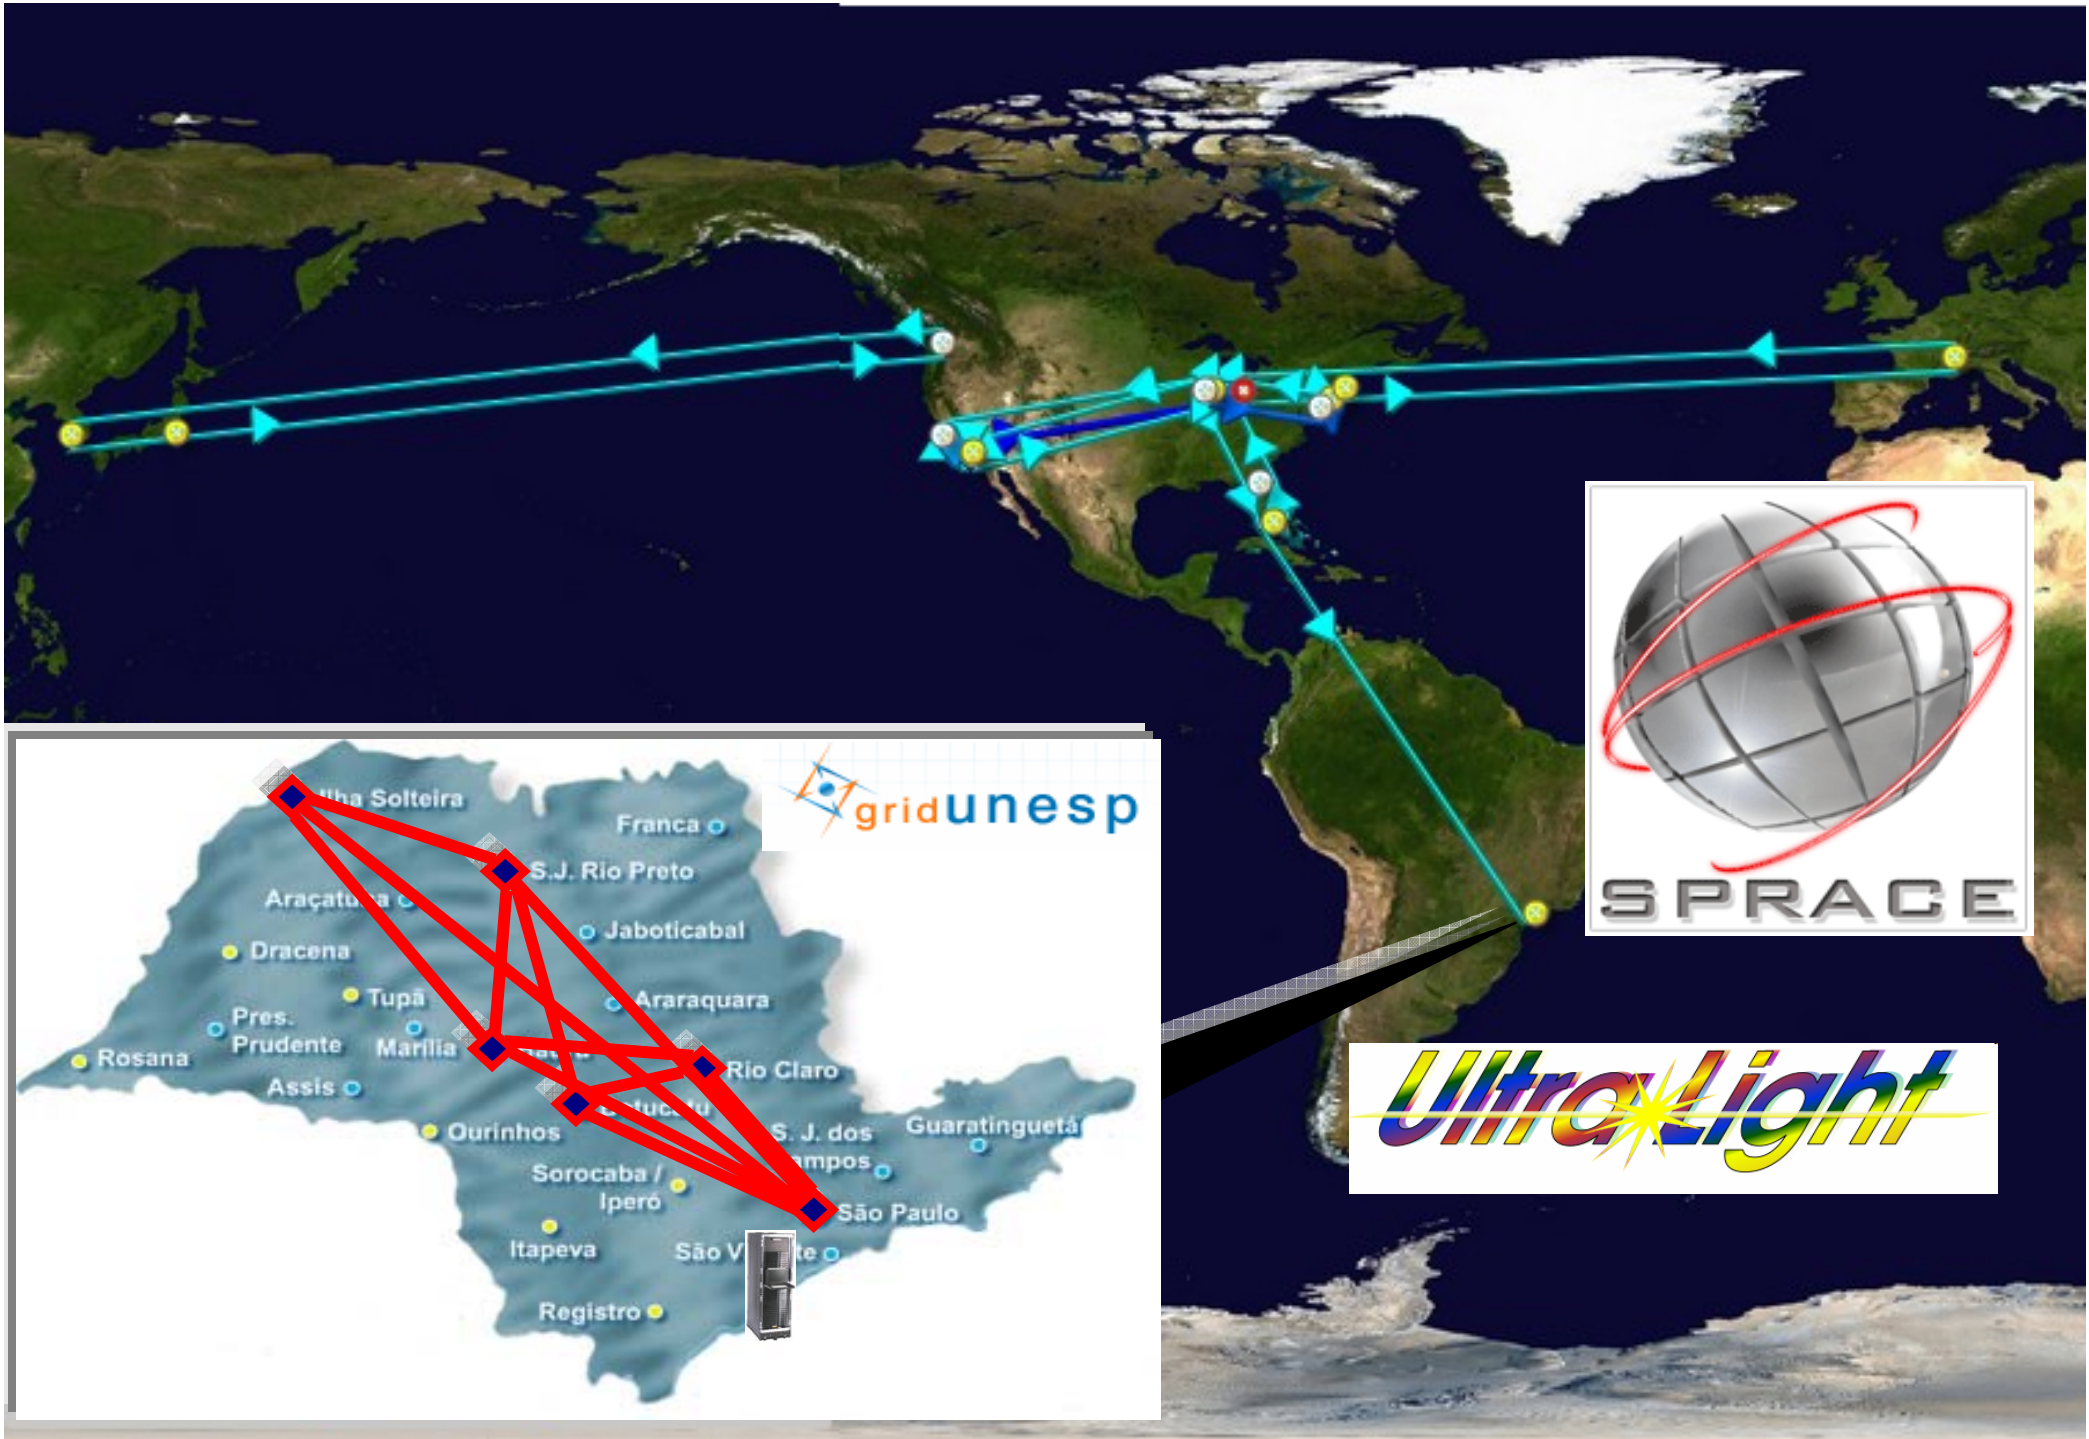 gridunesp
Ilha Solteira
Franca
S.J. Rio Preto
Jaboticabal
Dracena
Tupã
Araraquara
Pres.
Prudente
Marília
Rosana
Rio Claro
Assis
Ourinhos
S. J. dos
Guaratinguetá
Sorocaba /
Iperó
São Paulo
Itapeva
São
Registro
SPRACE
UltraLight